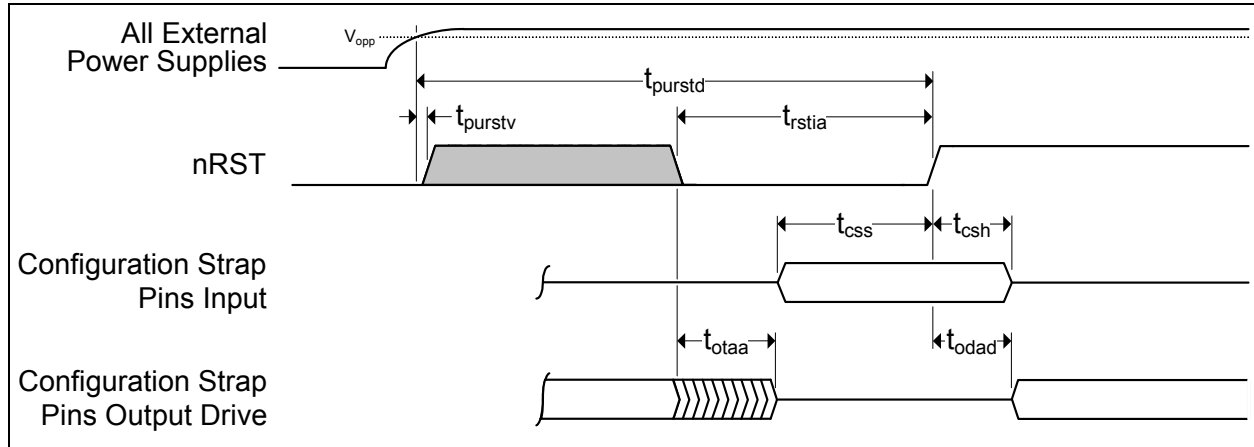 All External
Power Supplies
Vopp
tpurstd
tpurstv
trstia
nRST
tcss
tcsh
Configuration Strap
Pins Input
totaa
todad
Configuration Strap
Pins Output Drive